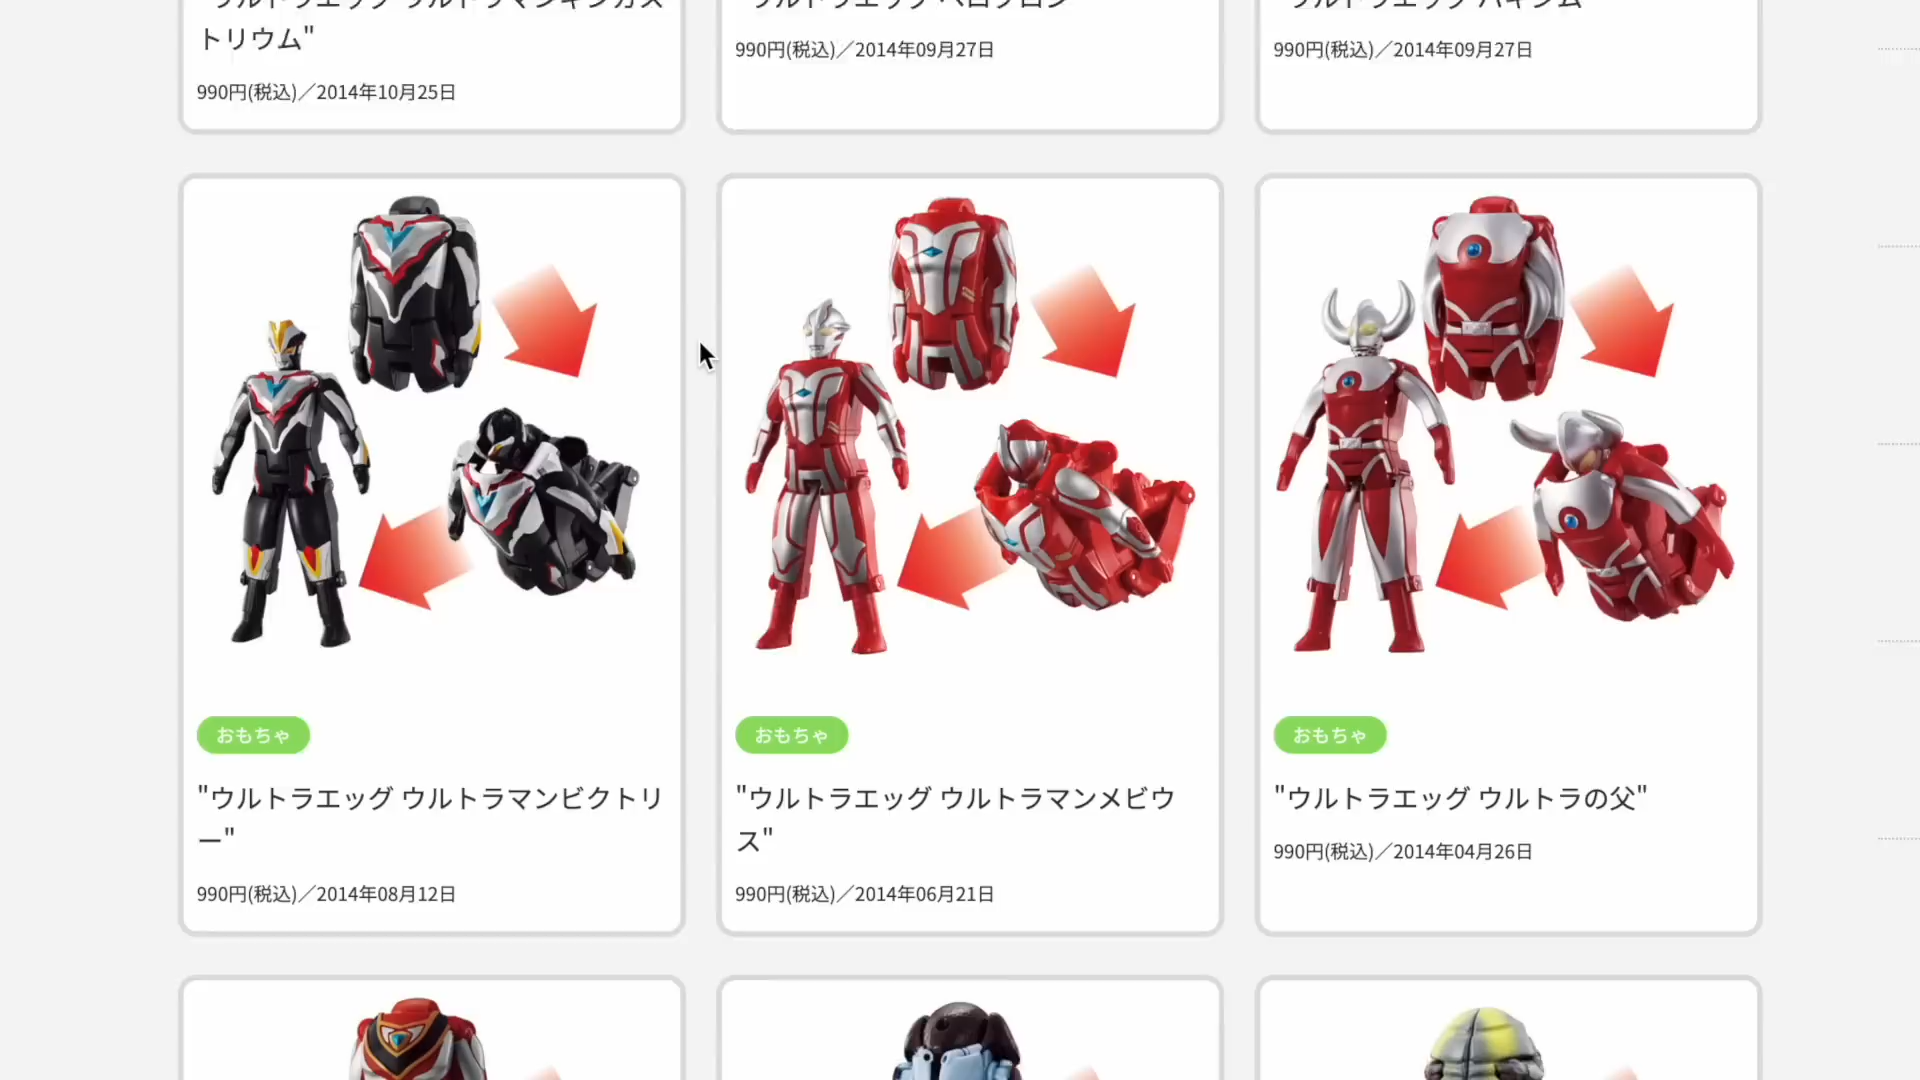 トリウム"
990円(税込)／2014年10月25日
990円(税込)／2014年09月27日
990円(税込)／2014年09月27日
おもちゃ
"ウルトラエッグ ウルトラマンビクトリ
ー"
990円(税込)／2014年08月12日
おもちゃ
"ウルトラエッグ ウルトラマンメビウ
ス"
990円(税込)／2014年06月21日
おもちゃ
"ウルトラエッグ ウルトラの父"
990円(税込)／2014年04月26日